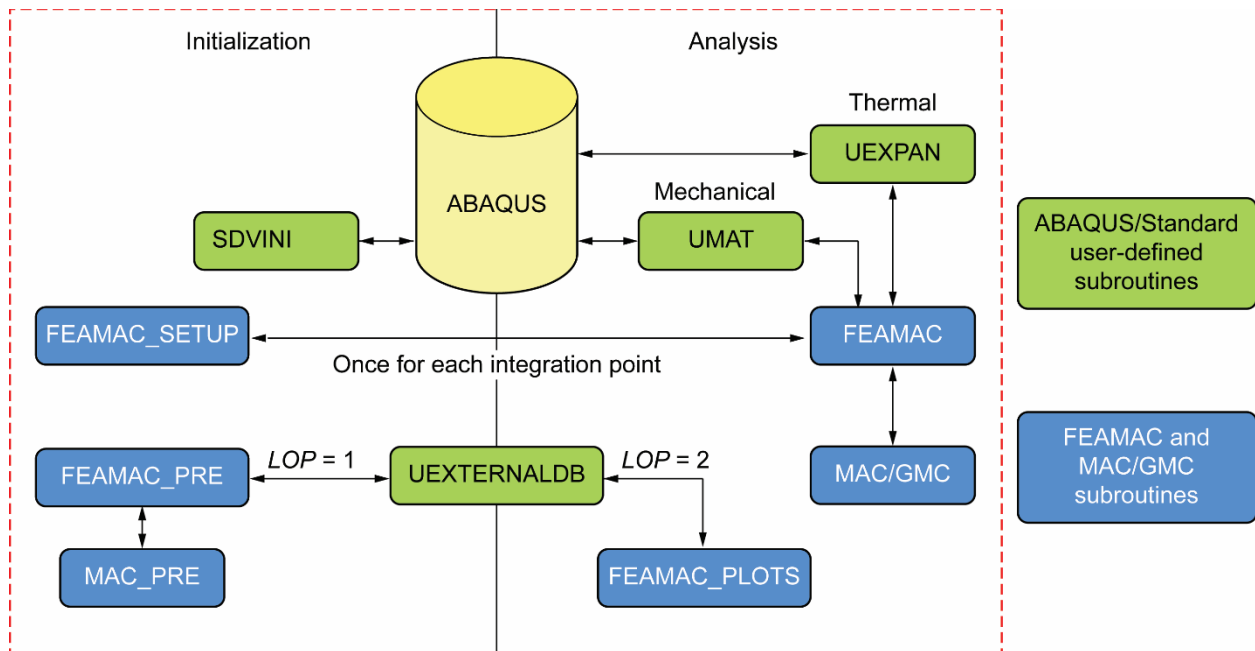 Initialization
Analysis
Thermal
UEXPAN
ABAQUS
Mechanical
SDVINI
UMAT
ABAQUS/Standard
user-defined
subroutines
FEAMAC_SETUP
FEAMAC
Once for each integration point
FEAMAC_PRE
LOP = 1
UEXTERNALDB
LOP = 2
MAC/GMC
FEAMAC and
MAC/GMC
subroutines
MAC_PRE
FEAMAC_PLOTS